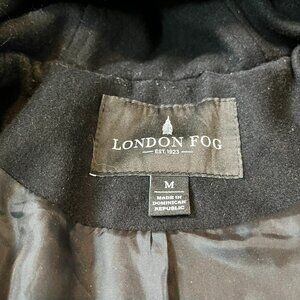 LONDON FOG
EST. 1923
M
MADE IN
DOMINICAN
REPUBLIC